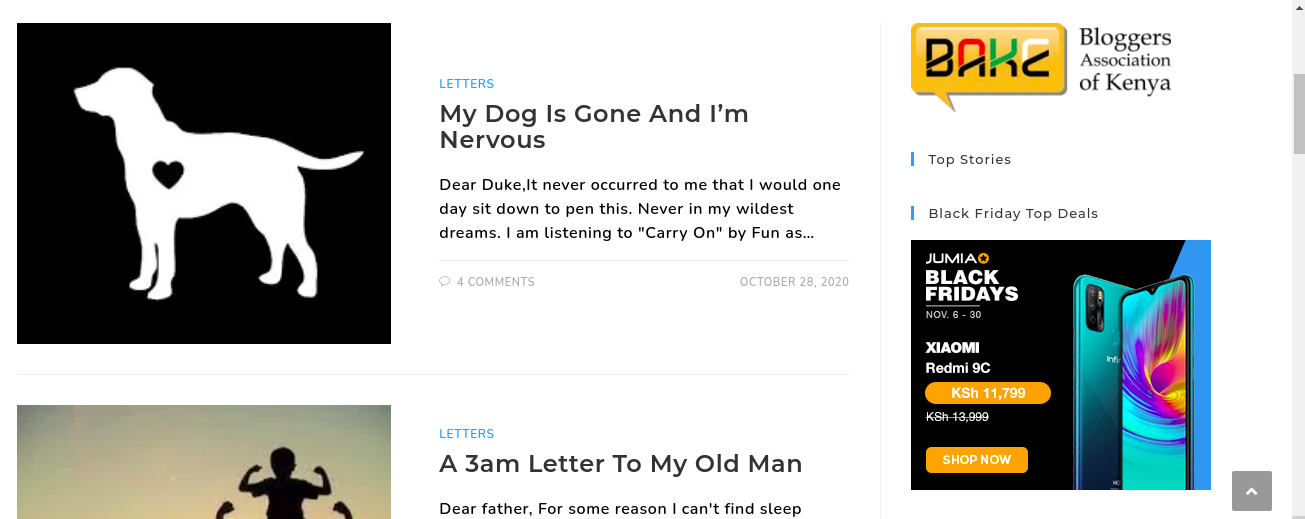 LETTERS
My Dog Is Gone And I’m
Nervous
Dear Duke,It never occurred to me that I would one
day sit down to pen this. Never in my wildest
dreams. I am listening to "Carry On" by Fun as…
4 COMMENTS
OCTOBER 28, 2020
LETTERS
A 3am Letter To My Old Man
Dear father, For some reason I can't find sleep
BAKE
Bloggers
Association
of Kenya
Top Stories
Black Friday Top Deals
JUMIA
BLACK
FRIDAYS
NOV. 6 - 30
XIAOMI
Redmi 9C
KSh 11,799
KSh 13,999
SHOP NOW